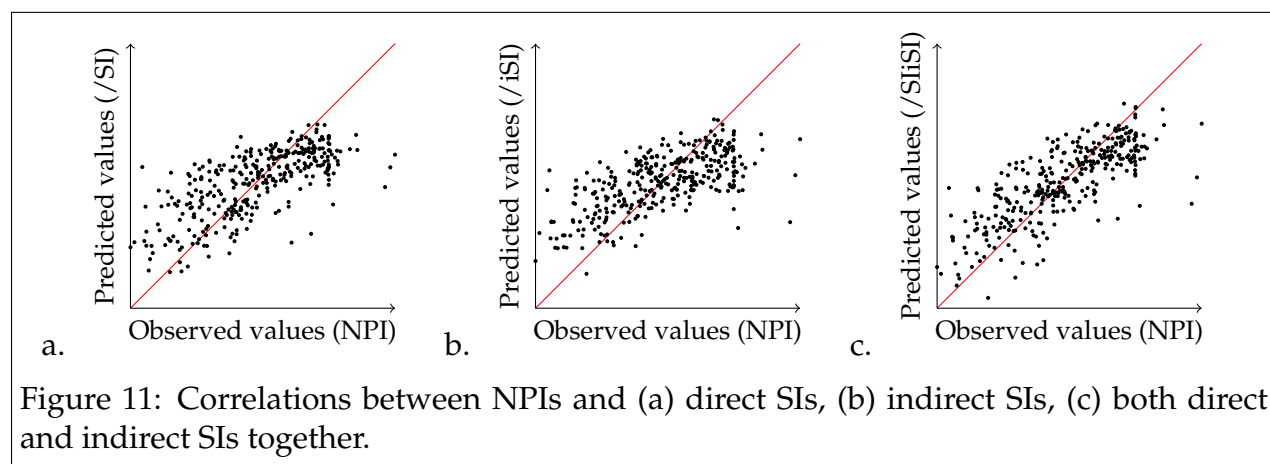 Predicted values (/SI)
Observed values (NPI)
a.
Predicted values (/iSI)
Observed values (NPI)
b.
Predicted values (/SIiSI)
Observed values (NPI)
c.
Figure 11: Correlations between NPIs and (a) direct SIs, (b) indirect SIs, (c) both direct
and indirect SIs together.